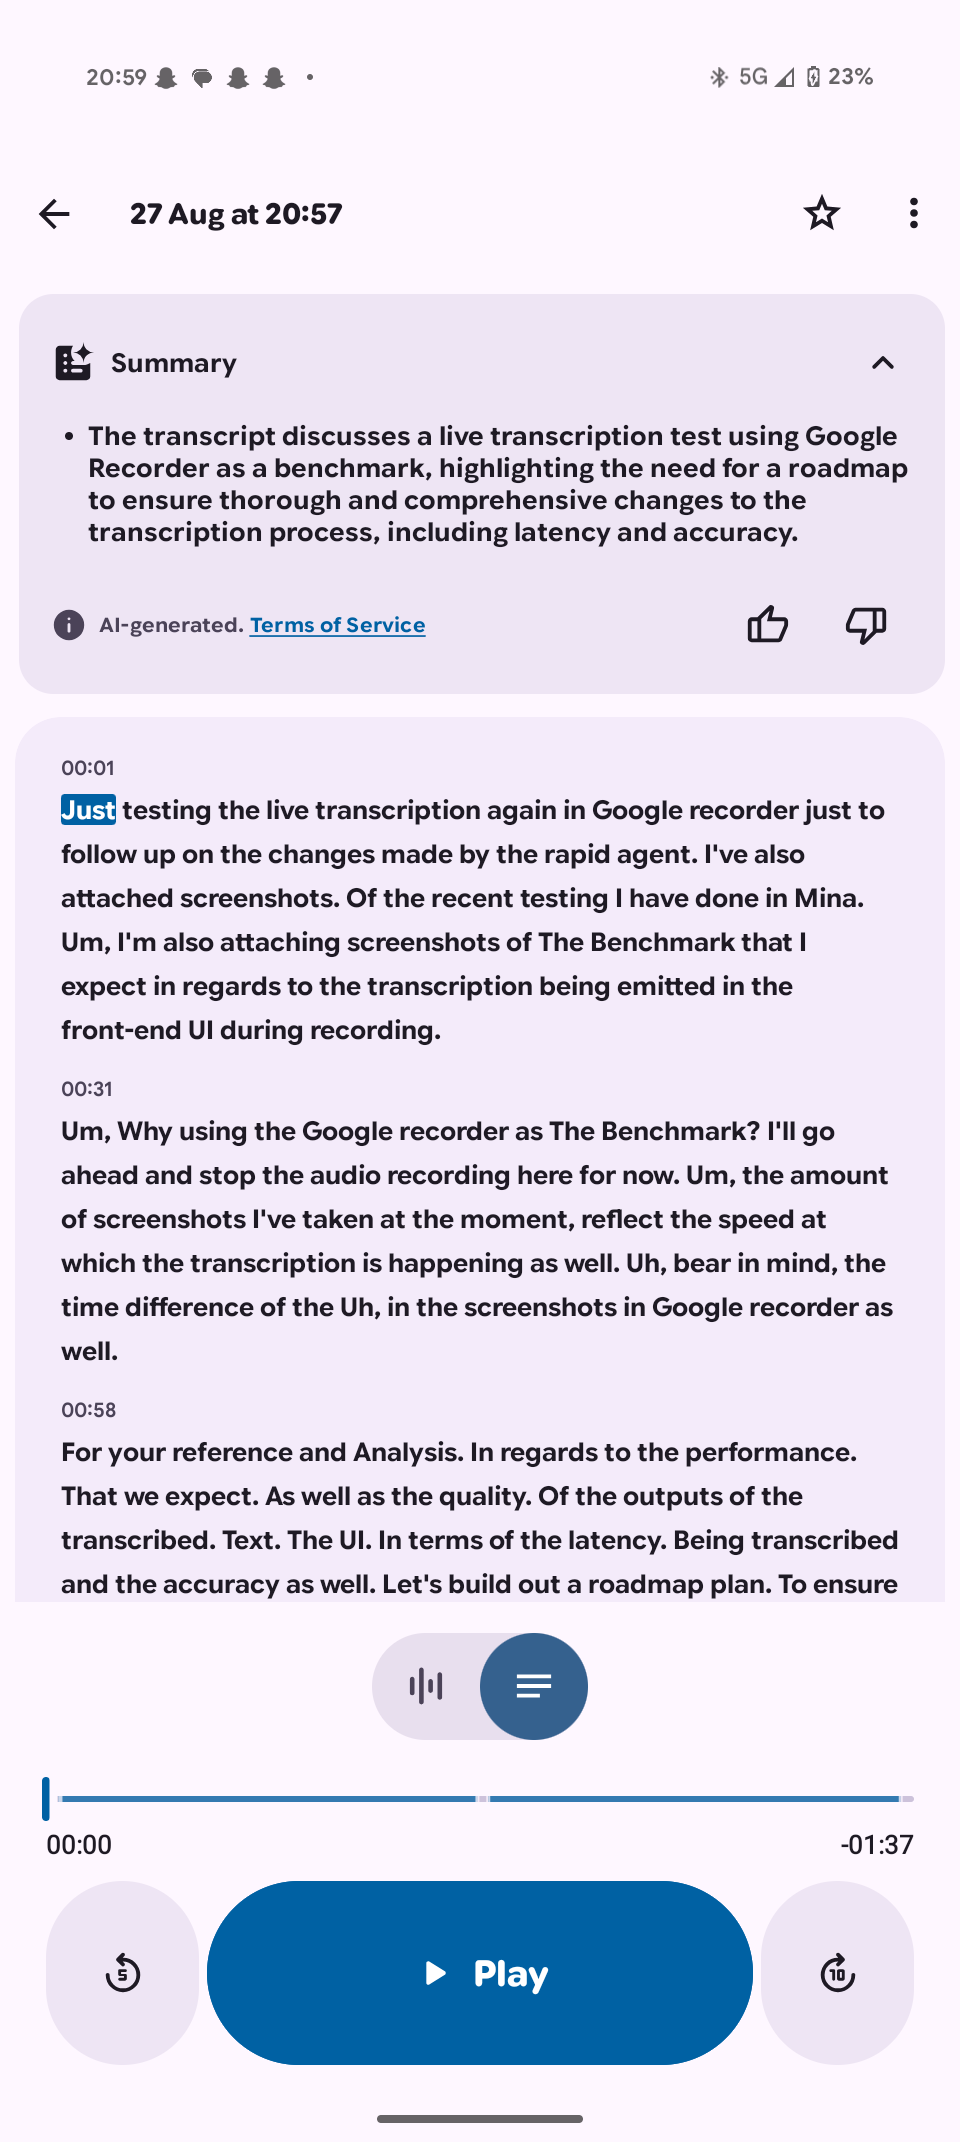 20:59
5G
23%
27 Aug at 20:57
Summary
• The transcript discusses a live transcription test using Google
Recorder as a benchmark, highlighting the need for a roadmap
to ensure thorough and comprehensive changes to the
transcription process, including latency and accuracy.
AI-generated. Terms of Service
00:01
Just testing the live transcription again in Google recorder just to
follow up on the changes made by the rapid agent. I've also
attached screenshots. Of the recent testing I have done in Mina.
Um, I'm also attaching screenshots of The Benchmark that I
expect in regards to the transcription being emitted in the
front-end UI during recording.
00:31
Um, Why using the Google recorder as The Benchmark? I'll go
ahead and stop the audio recording here for now. Um, the amount
of screenshots I've taken at the moment, reflect the speed at
which the transcription is happening as well. Uh, bear in mind, the
time difference of the Uh, in the screenshots in Google recorder as
well.
00:58
For your reference and Analysis. In regards to the performance.
That we expect. As well as the quality. Of the outputs of the
transcribed. Text. The UI. In terms of the latency. Being transcribed
and the accuracy as well. Let's build out a roadmap plan. To ensure
00:00
-01:37
5
Play
10